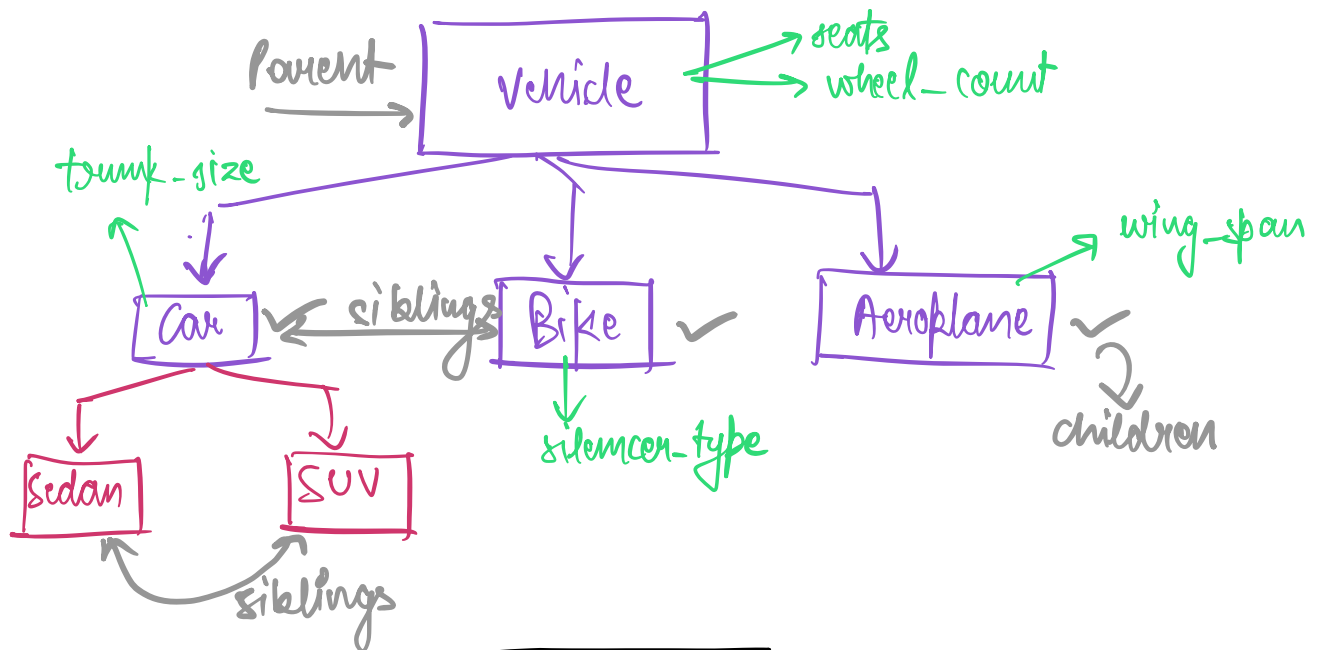 seats
Parent
Vehicle
wheel_count
trunk_size
wing_span
Car
siblings
Bike
Aeroplane
children
silencer_type
Sedan
SUV
siblings